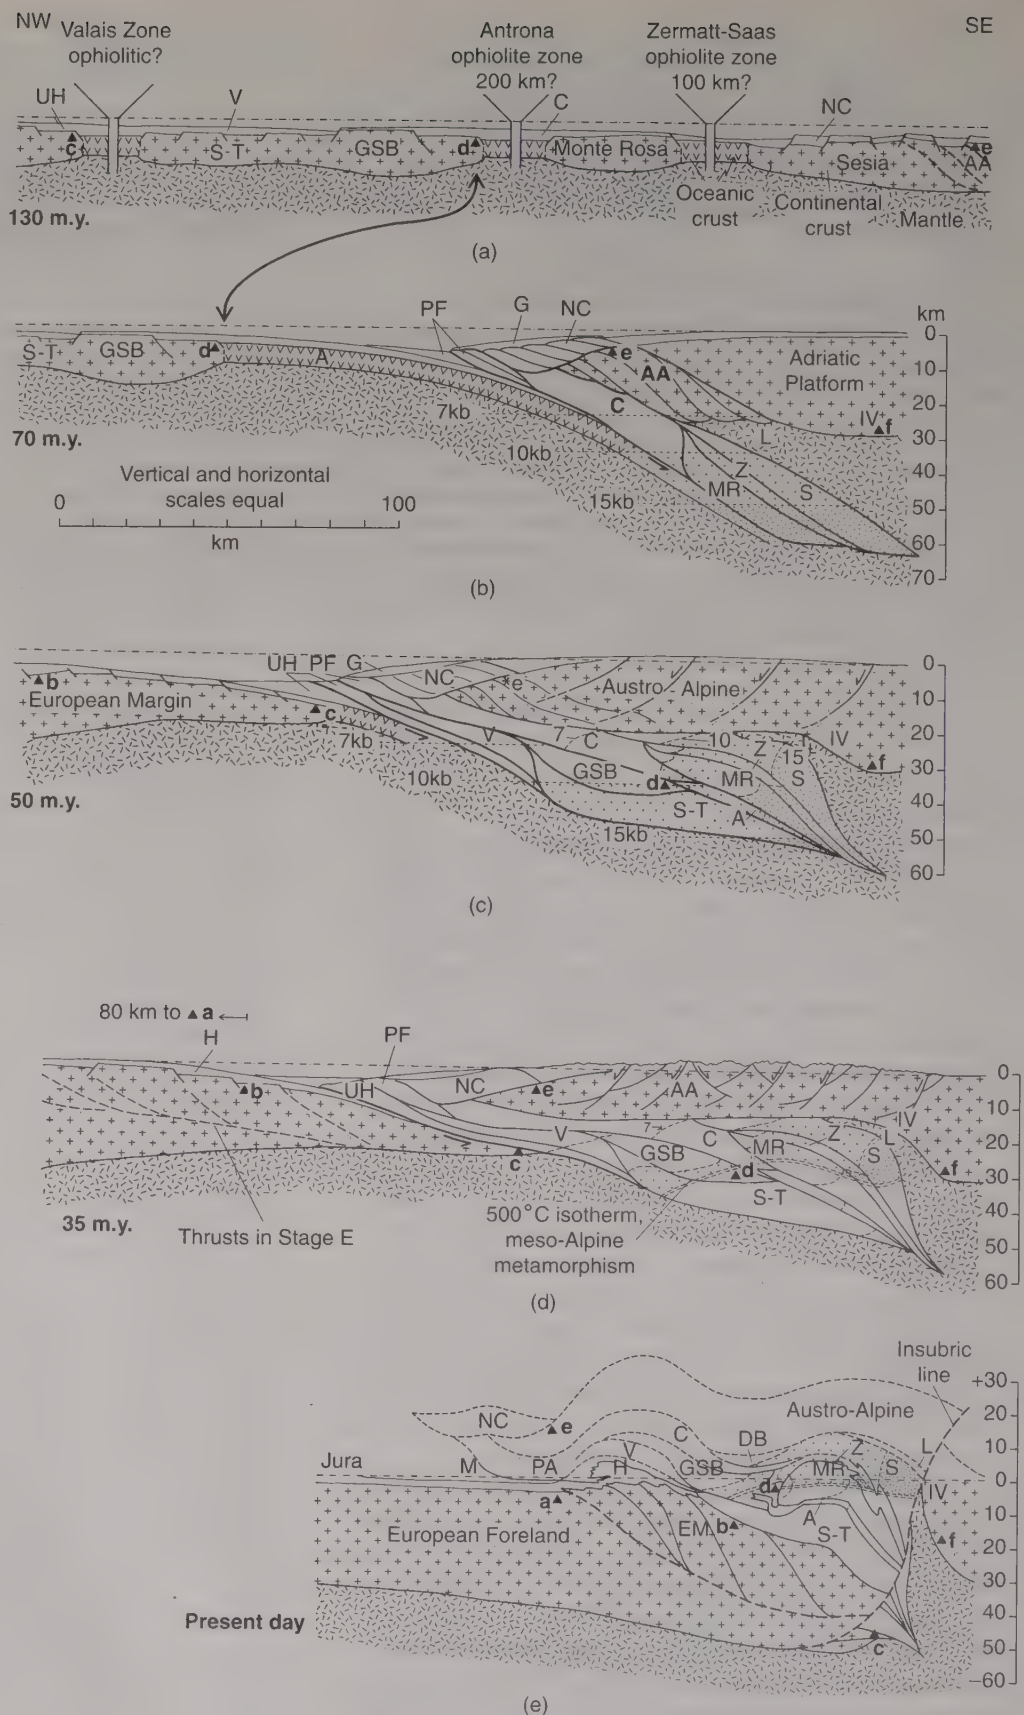 NW
SE
Valais Zone
ophiolitic?
Antrona
ophiolite zone
200 km?
Zermatt-Saas
ophiolite zone
100 km?
UH
V
C
NC
c
S-T
GSB
d
Monte Rosa
Sesia
e
AA
Oceanic
crust
Continental
crust
Mantle
130 m.y.
(a)
PF
G
NC
km
S-T
GSB
d
A
e
AA
Adriatic
Platform
C
7kb
10kb
15kb
L
IV
f
Z
MR
S
0
10
20
30
40
50
60
70
70 m.y.
Vertical and horizontal
scales equal
0
100
km
(b)
UH PF G
NC
e
Austro-Alpine
b
European Margin
c
7kb
10kb
V
7
C
10
Z
15
S
IV
f
GSB
d
MR
S-T
A
15kb
0
10
20
30
40
50
60
50 m.y.
(c)
80 km to a
H
PF
b
UH
NC
e
AA
V
c
7
GSB
C
MR
Z
L
S
IV
f
d
S-T
500°C isotherm,
meso-Alpine
metamorphism
Thrusts in Stage E
35 m.y.
0
10
20
30
40
50
60
(d)
Insubric
line
+30
20
10
0
10
20
30
40
50
−60
NC
e
Austro-Alpine
C
DB
Z
L
Jura
M
PA
V
H
GSB
MR
S
d
IV
a
European Foreland
EM
b
A
S-T
f
c
Present day
(e)